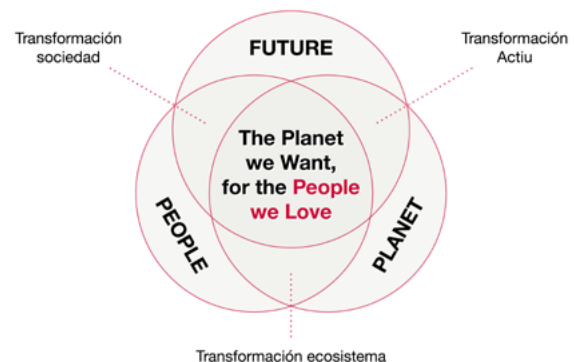 Transformación
sociedad
FUTURE
Transformación
Actiu
The Planet
we Want,
for the People
we Love
PEOPLE
PLANET
Transformación ecosistema